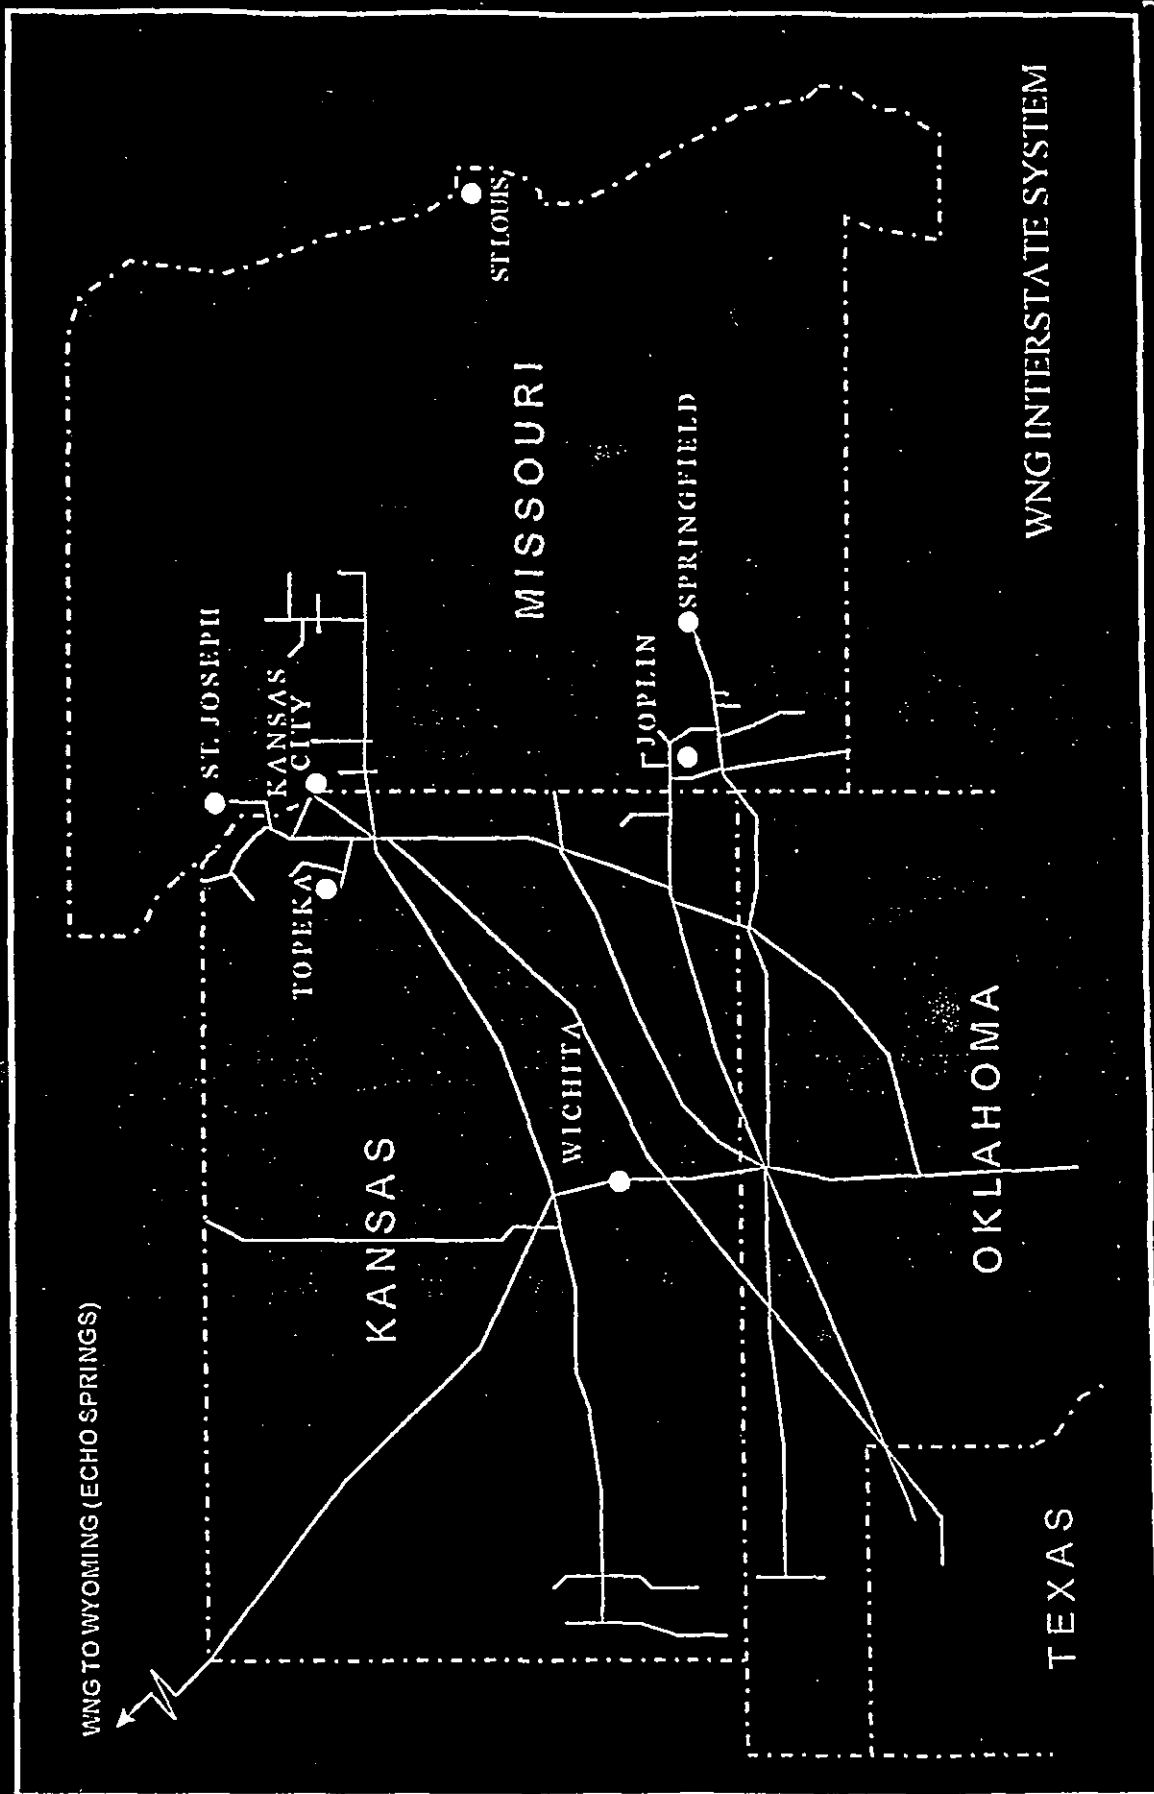 WNG TO WYOMING (ECHO SPRINGS)
ST. JOSEPH
KANSAS
CITY
TOPEKA
KANSAS
ST LOUIS
MISSOURI
WICHITA
JOPLIN
SPRINGFIELD
OKLAHOMA
TEXAS
WNG INTERSTATE SYSTEM